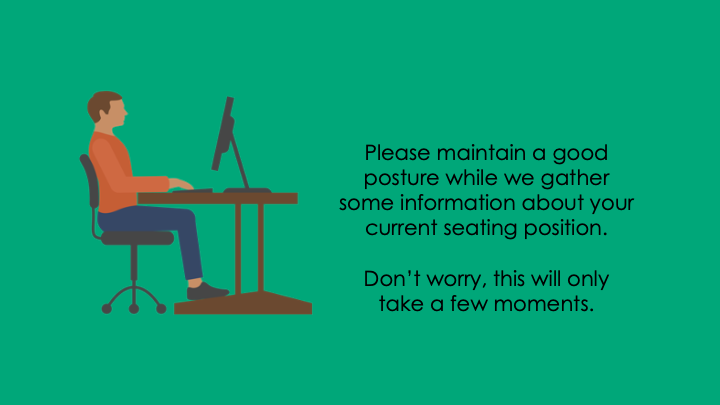 Please maintain a good
posture while we gather
some information about your
current seating position.
Don't worry, this will only
take a few moments.